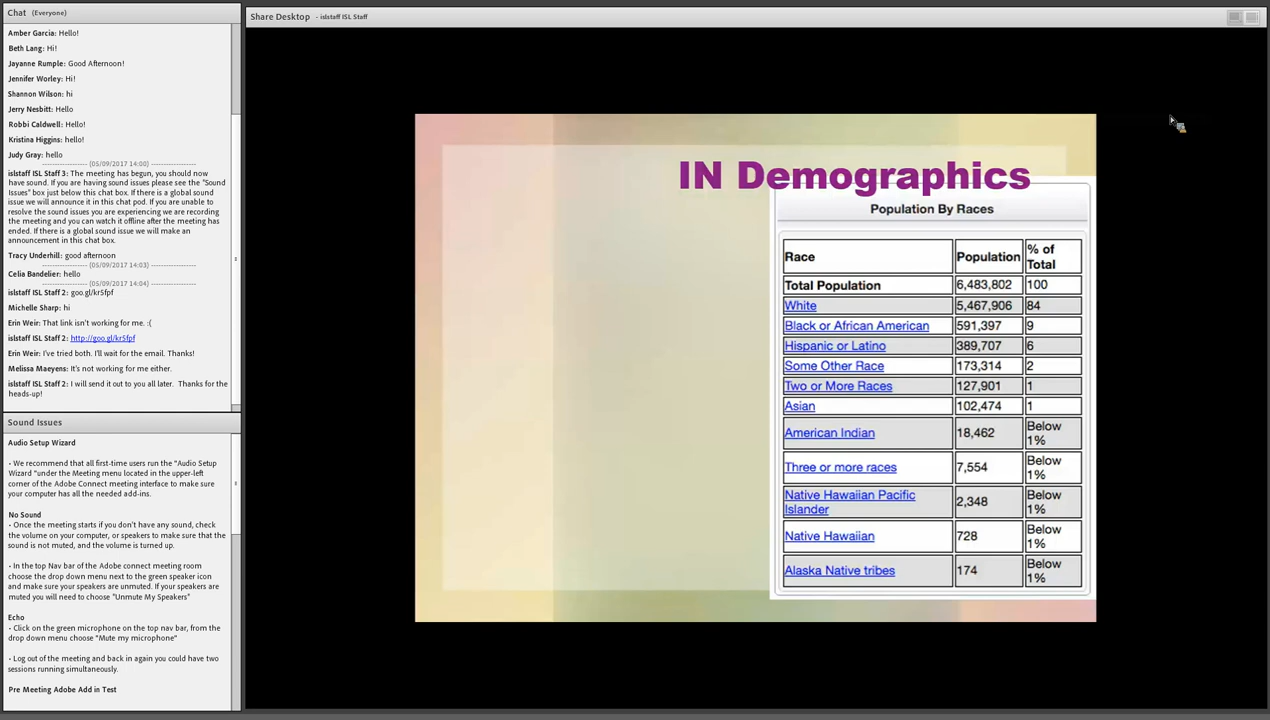 Chat (Everyone)
Amber Garcia: Hello!
Beth Lang: Hi!
Jayanne Rumple: Good Afternoon!
Jennifer Worley: Hi!
Shannon Wilson: hi
Jerry Nesbitt: Hello
Robbi Caldwell: Hello!
Kristina Higgins: hello!
Judy Gray: hello
------------------ (05/09/2017 14:00) ------------------
islstaff ISL Staff 3: The meeting has begun, you should now
have sound. If you are having sound issues please see the "Sound
Issues" box just below this chat box. If there is a global sound
issue we will announce it in this chat pod. If you are unable to
resolve the sound issues you are experiencing we are recording
the meeting and you can watch it offline after the meeting has
ended. If there is a global sound issue we will make an
announcement in this chat box.
Tracy Underhill: good afternoon
------------------ (05/09/2017 14:03) ------------------
Celia Bandelier: hello
------------------ (05/09/2017 14:04) ------------------
islstaff ISL Staff 2: goo.gl/kr5fpf
Michelle Sharp: hi
Erin Weir: That link isn't working for me. :(
islstaff ISL Staff 2: http://goo.gl/kr5fpf
Erin Weir: I've tried both. I'll wait for the email. Thanks!
Melissa Maeyens: It's not working for me either.
islstaff ISL Staff 2: I will send it out to you all later. Thanks for the
heads-up!
Sound Issues
Audio Setup Wizard
• We recommend that all first-time users run the "Audio Setup
Wizard "under the Meeting menu located in the upper-left
corner of the Adobe Connect meeting interface to make sure
your computer has all the needed add-ins.
No Sound
• Once the meeting starts if you don't have any sound, check
the volume on your computer, or speakers to make sure that the
sound is not muted, and the volume is turned up.
• In the top Nav bar of the Adobe connect meeting room
choose the drop down menu next to the green speaker icon
and make sure your speakers are unmuted. If your speakers are
muted you will need to choose "Unmute My Speakers"
Echo
• Click on the green microphone on the top nav bar, from the
drop down menu choose "Mute my microphone"
• Log out of the meeting and back in again you could have two
sessions running simultaneously.
Pre Meeting Adobe Add in Test
Share Desktop - islstaff ISL Staff
IN Demographics
Population By Races
Race Population % of Total
Total Population 6,483,802 100
White 5,467,906 84
Black or African American 591,397 9
Hispanic or Latino 389,707 6
Some Other Race 173,314 2
Two or More Races 127,901 1
Asian 102,474 1
American Indian 18,462 Below 1%
Three or more races 7,554 Below 1%
Native Hawaiian Pacific Islander 2,348 Below 1%
Native Hawaiian 728 Below 1%
Alaska Native tribes 174 Below 1%